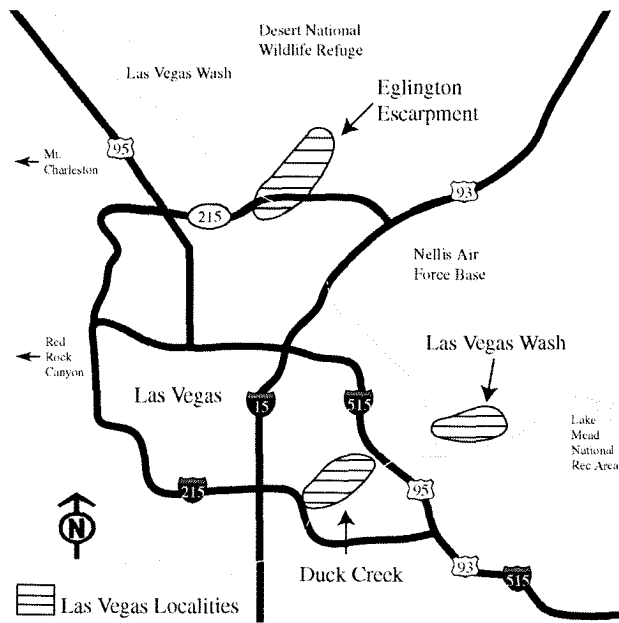 Desert National
Wildlife Refuge
Las Vegas Wash
Eglington
Escarpment
95
Mt.
Charleston
93
215
Nellis Air
Force Base
Red
Rock
Canyon
Las Vegas Wash
Las Vegas
15
515
Lake
Mead
National
Rec Area
215
95
N
Duck Creek
93
515
Las Vegas Localities